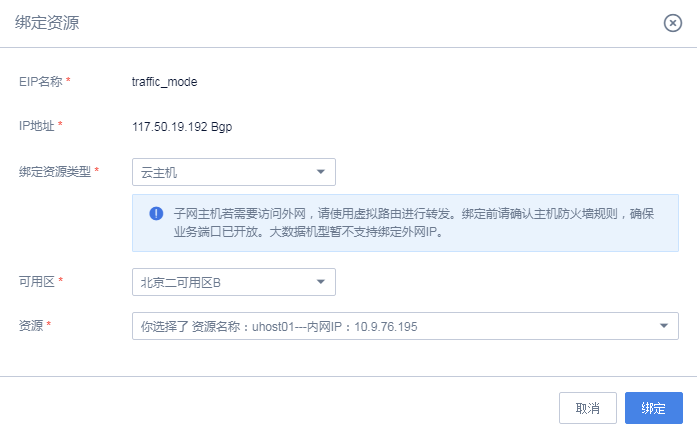 绑定资源
EIP名称 * traffic_mode
IP地址 * 117.50.19.192 Bgp
绑定资源类型 * 云主机
子网主机若需要访问外网，请使用虚拟路由进行转发。绑定前请确认主机防火墙规则，确保
业务端口已开放。大数据机型暂不支持绑定外网IP。
可用区 * 北京二可用区B
资源 * 你选择了 资源名称：uhost01---内网IP：10.9.76.195
取消 绑定